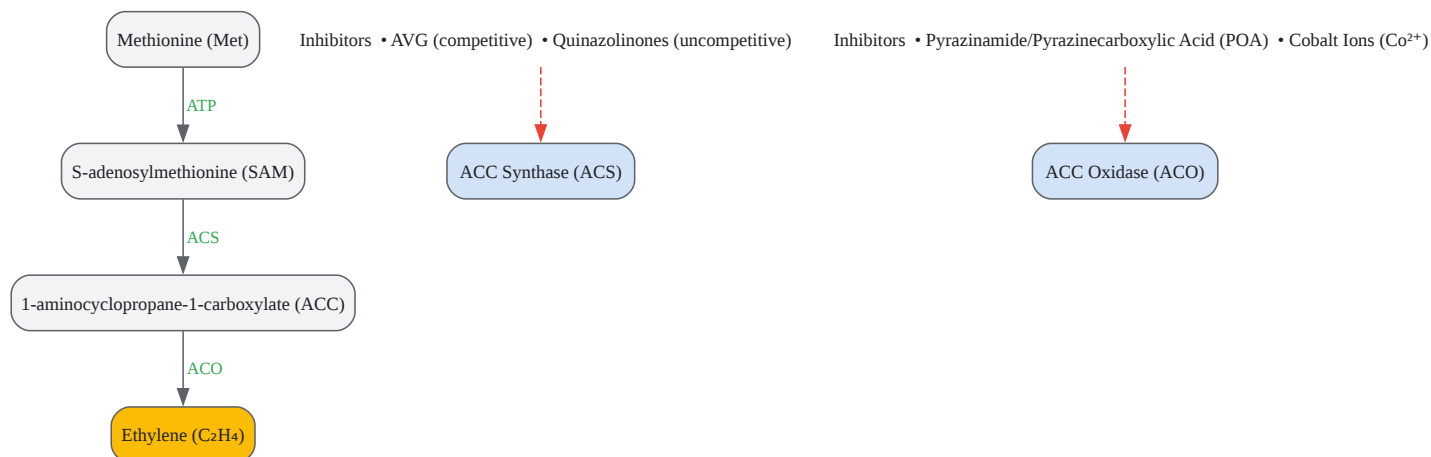 Methionine (Met)
Inhibitors • AVG (competitive) • Quinazolinones (uncompetitive)
Inhibitors • Pyrazinamide/Pyrazinecarboxylic Acid (POA) • Cobalt Ions (Co²⁺)
ATP
S-adenosylmethionine (SAM)
ACC Synthase (ACS)
ACC Oxidase (ACO)
ACS
1-aminocyclopropane-1-carboxylate (ACC)
ACO
Ethylene (C₂H₄)